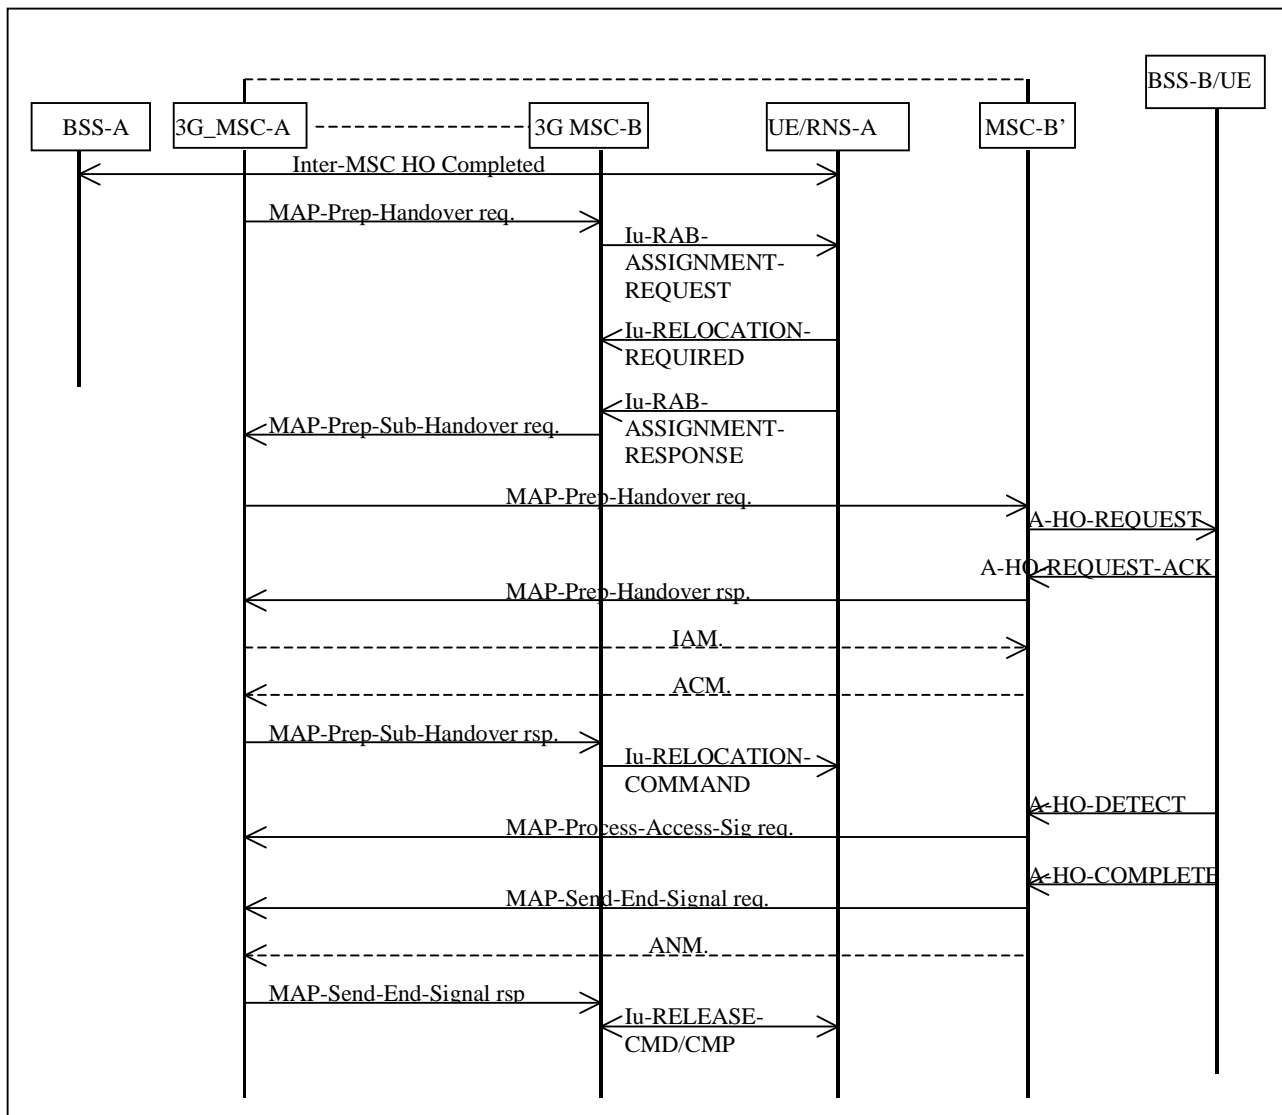 BSS-B/UE
BSS-A
3G_MSC-A
3G MSC-B
UE/RNS-A
MSC-B’
Inter-MSC HO Completed
MAP-Prep-Handover req.
Iu-RAB-
ASSIGNMENT-
REQUEST
Iu-RELOCATION-
REQUIRED
Iu-RAB-
ASSIGNMENT-
RESPONSE
MAP-Prep-Sub-Handover req.
MAP-Prep-Handover req.
A-HO-REQUEST
A-HO-REQUEST-ACK
MAP-Prep-Handover rsp.
IAM.
ACM.
MAP-Prep-Sub-Handover rsp.
Iu-RELOCATION-
COMMAND
A-HO-DETECT
MAP-Process-Access-Sig req.
A-HO-COMPLETE
MAP-Send-End-Signal req.
ANM.
MAP-Send-End-Signal rsp
Iu-RELEASE-
CMD/CMP